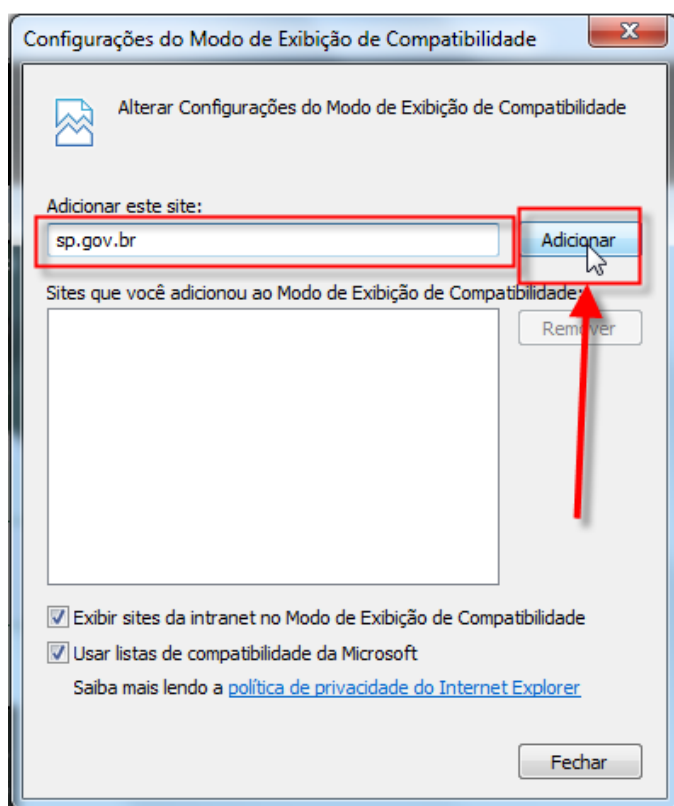 Configurações do Modo de Exibição de Compatibilidade
Alterar Configurações do Modo de Exibição de Compatibilidade
Adicionar este site:
sp.gov.br
Adicionar
Sites que você adicionou ao Modo de Exibição de Compatibilidade:
Remover
Exibir sites da intranet no Modo de Exibição de Compatibilidade
Usar listas de compatibilidade da Microsoft
Saiba mais lendo a política de privacidade do Internet Explorer
Fechar